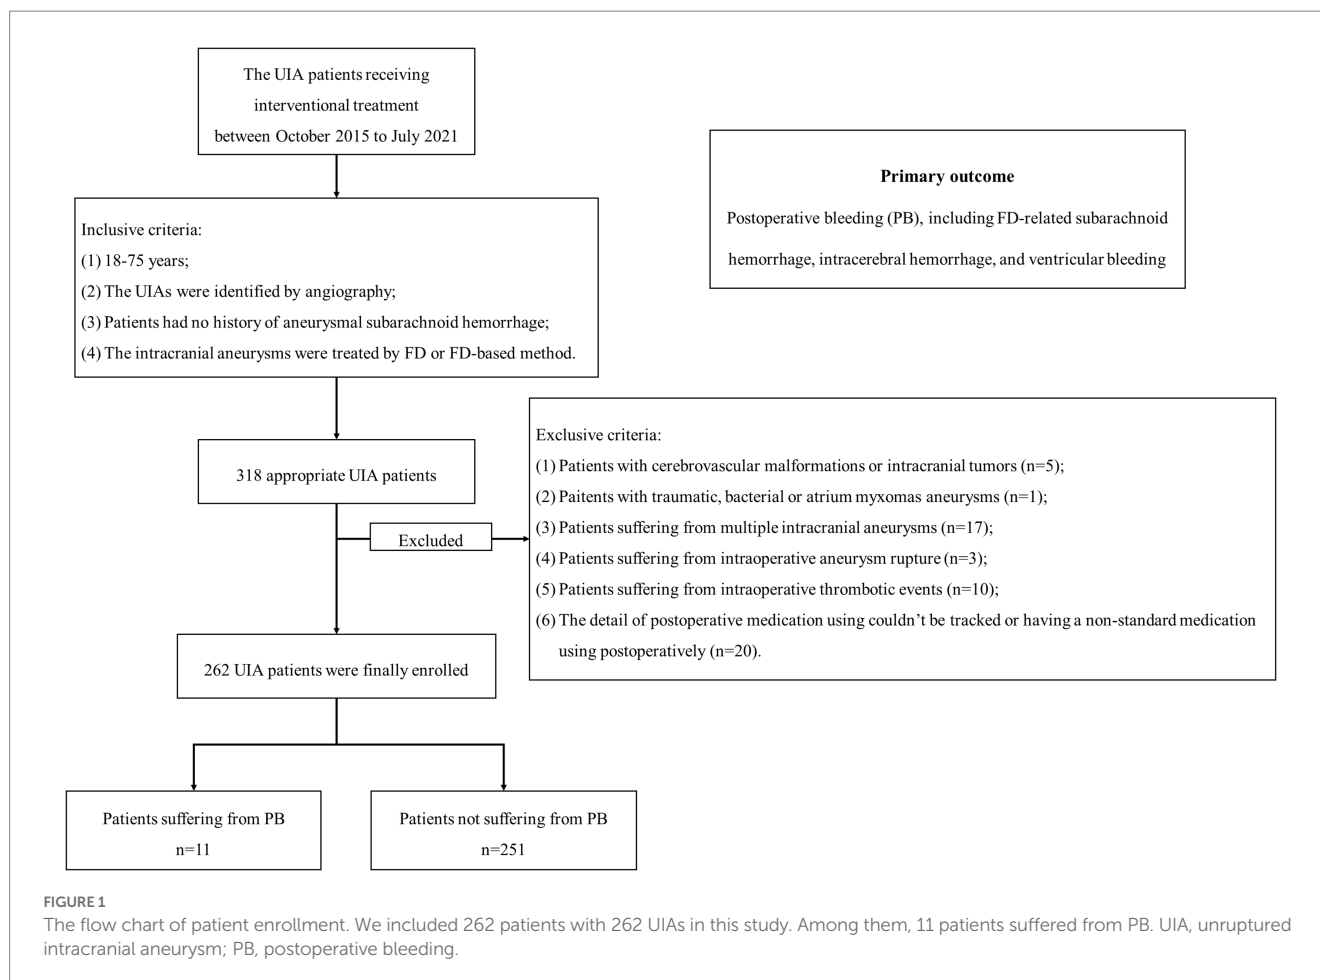 The UIA patients receiving
interventional treatment
between October 2015 to July 2021
Primary outcome
Postoperative bleeding (PB), including FD-related subarachnoid
hemorrhage, intracerebral hemorrhage, and ventricular bleeding
Inclusive criteria:
(1) 18-75 years;
(2) The UIAs were identified by angiography;
(3) Patients had no history of aneurysmal subarachnoid hemorrhage;
(4) The intracranial aneurysms were treated by FD or FD-based method.
318 appropriate UIA patients
Excluded
Exclusive criteria:
(1) Patients with cerebrovascular malformations or intracranial tumors (n=5);
(2) Paitents with traumatic, bacterial or atrium myxomas aneurysms (n=1);
(3) Patients suffering from multiple intracranial aneurysms (n=17);
(4) Patients suffering from intraoperative aneurysm rupture (n=3);
(5) Patients suffering from intraoperative thrombotic events (n=10);
(6) The detail of postoperative medication using couldn’t be tracked or having a non-standard medication
using postoperatively (n=20).
262 UIA patients were finally enrolled
Patients suffering from PB
n=11
Patients not suffering from PB
n=251
FIGURE 1
The flow chart of patient enrollment. We included 262 patients with 262 UIAs in this study. Among them, 11 patients suffered from PB. UIA, unruptured
intracranial aneurysm; PB, postoperative bleeding.